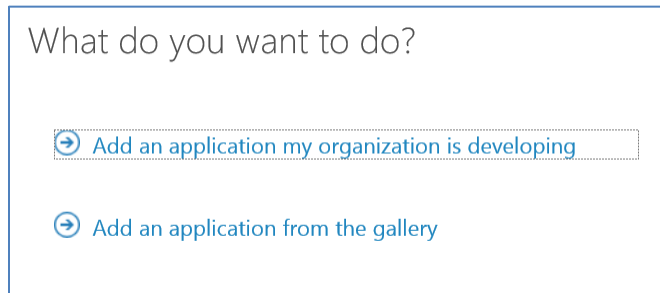 What do you want to do?
Add an application my organization is developing
Add an application from the gallery